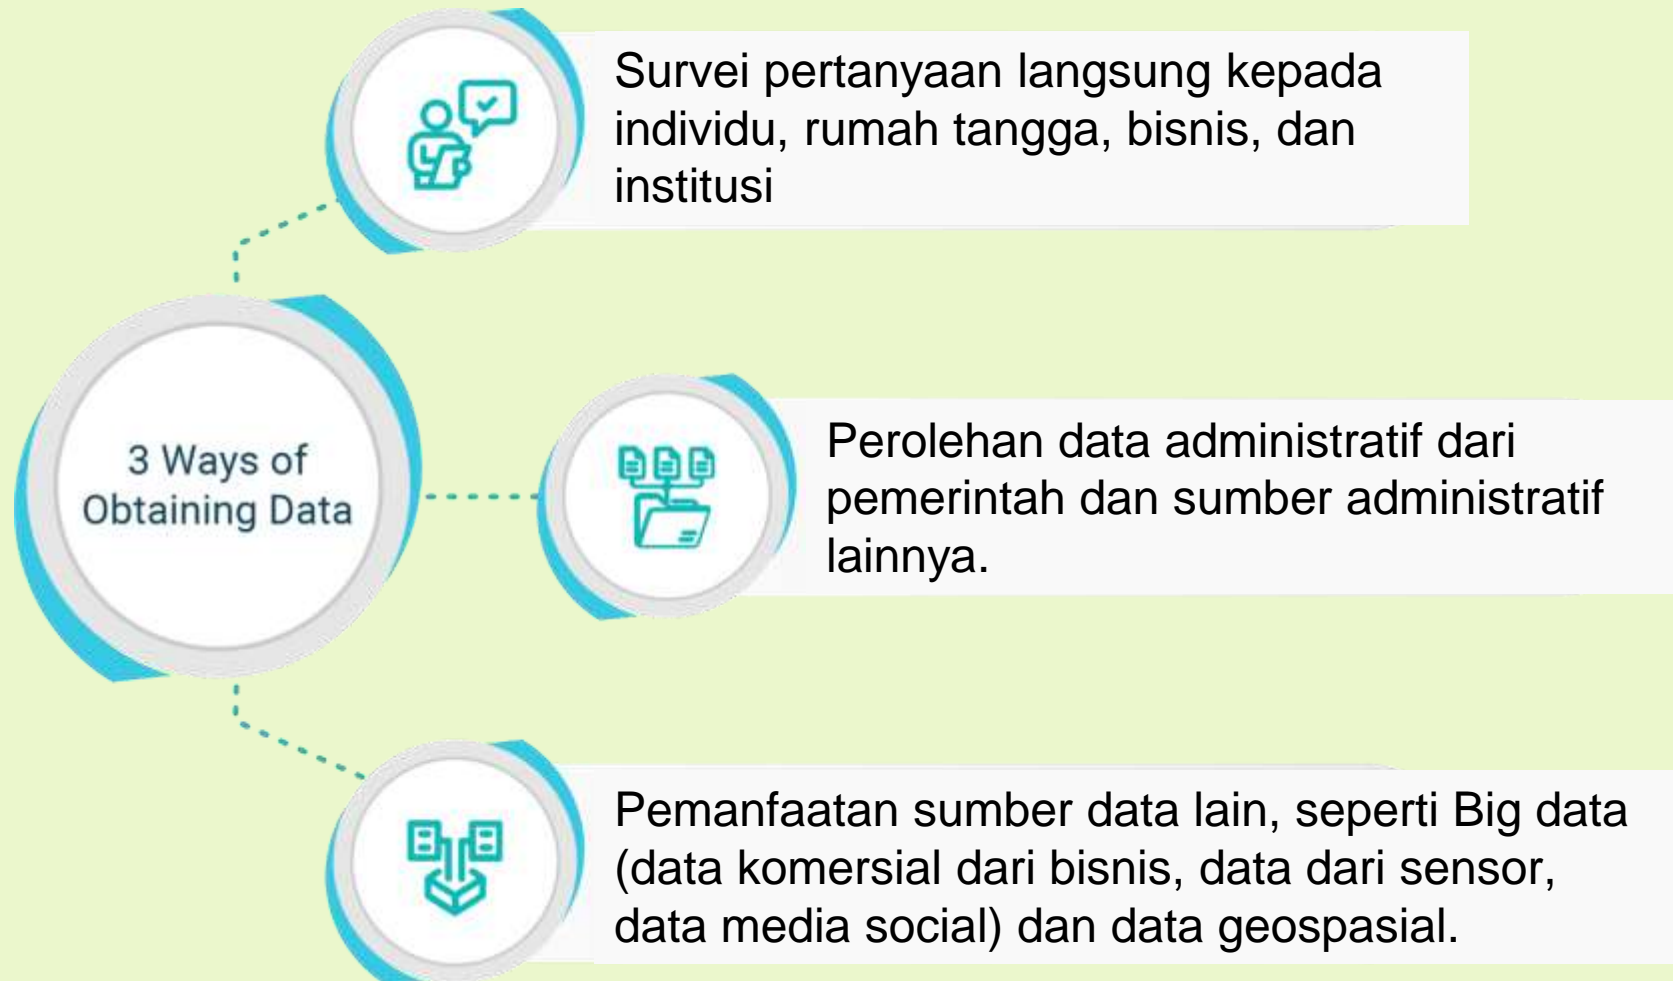 Survei pertanyaan langsung kepada
individu, rumah tangga, bisnis, dan
institusi
3 Ways of
Obtaining Data
Perolehan data administratif dari
pemerintah dan sumber administratif
lainnya.
Pemanfaatan sumber data lain, seperti Big data
(data komersial dari bisnis, data dari sensor,
data media social) dan data geospasial.